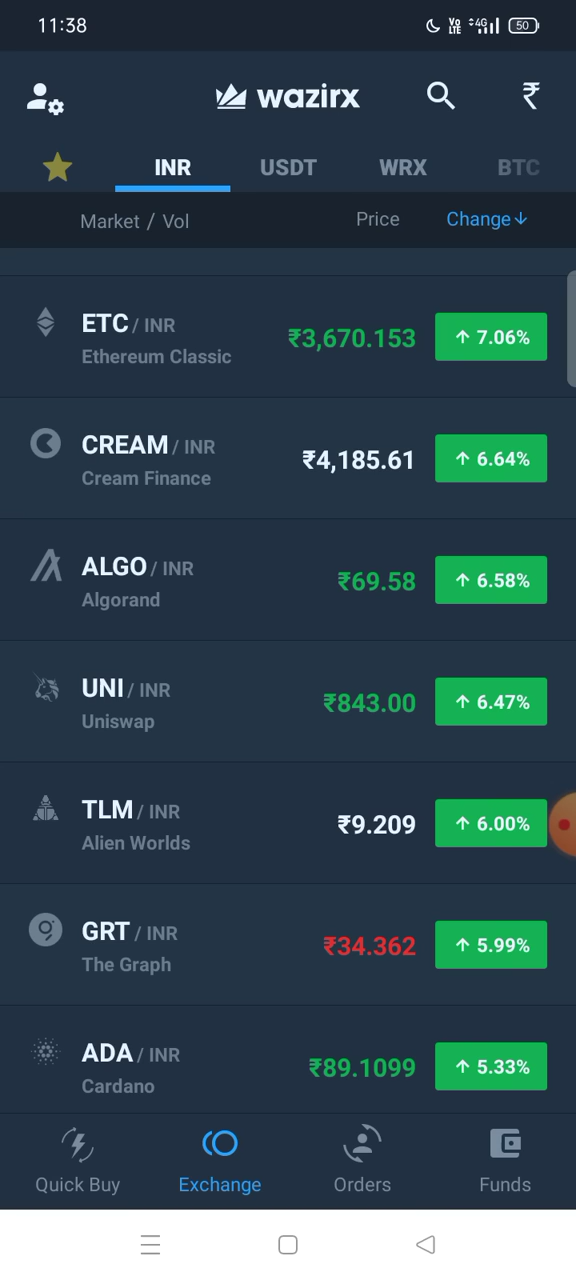 11:38
Vo LTE 4G 50
wazirx ₹
INR USDT WRX BTC
Market / Vol Price Change↓
ETC / INR ₹3,670.153 ↑ 7.06%
Ethereum Classic
CREAM / INR ₹4,185.61 ↑ 6.64%
Cream Finance
ALGO / INR ₹69.58 ↑ 6.58%
Algorand
UNI / INR ₹843.00 ↑ 6.47%
Uniswap
TLM / INR ₹9.209 ↑ 6.00%
Alien Worlds
GRT / INR ₹34.362 ↑ 5.99%
The Graph
ADA / INR ₹89.1099 ↑ 5.33%
Cardano
Quick Buy Exchange Orders Funds